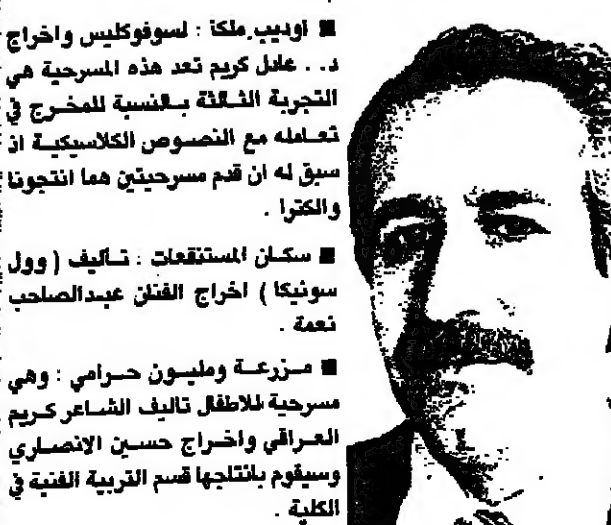 ■ اوديب ملكا : لسوفوكليس واخراج
د . . عادل كريم تعد هذه المسرحية هي
التجربة الثالثة بالنسبة للمخرج في
تعامله مع النصوص الكلاسيكية اذ
سبق له ان قدم مسرحيتين هما انتجونا
والكترا .
■ سكان المستنقعات : تأليف ( وول
سونيكا ) اخراج الفنان عبدالصاحب
نعمة .
■ مزرعة ومليون حرامي : وهي
مسرحية للاطفال تاليف الشاعر كريم
العراقي واخراج حسين الانصاري
وسيقوم بانتاجها قسم التربية الفنية في
الكلية .